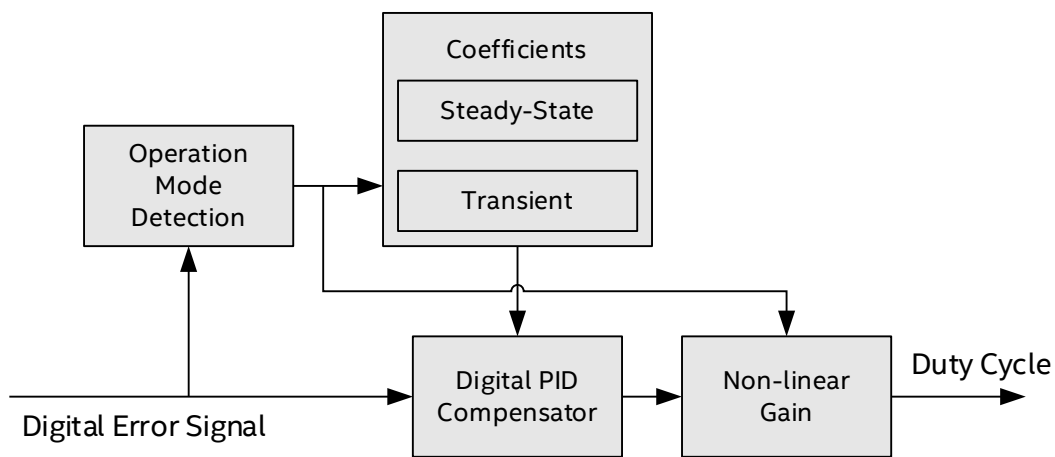 Coefficients
Steady-State
Operation
Mode
Detection
Transient
Digital PID
Compensator
Non-linear
Gain
Duty Cycle
Digital Error Signal